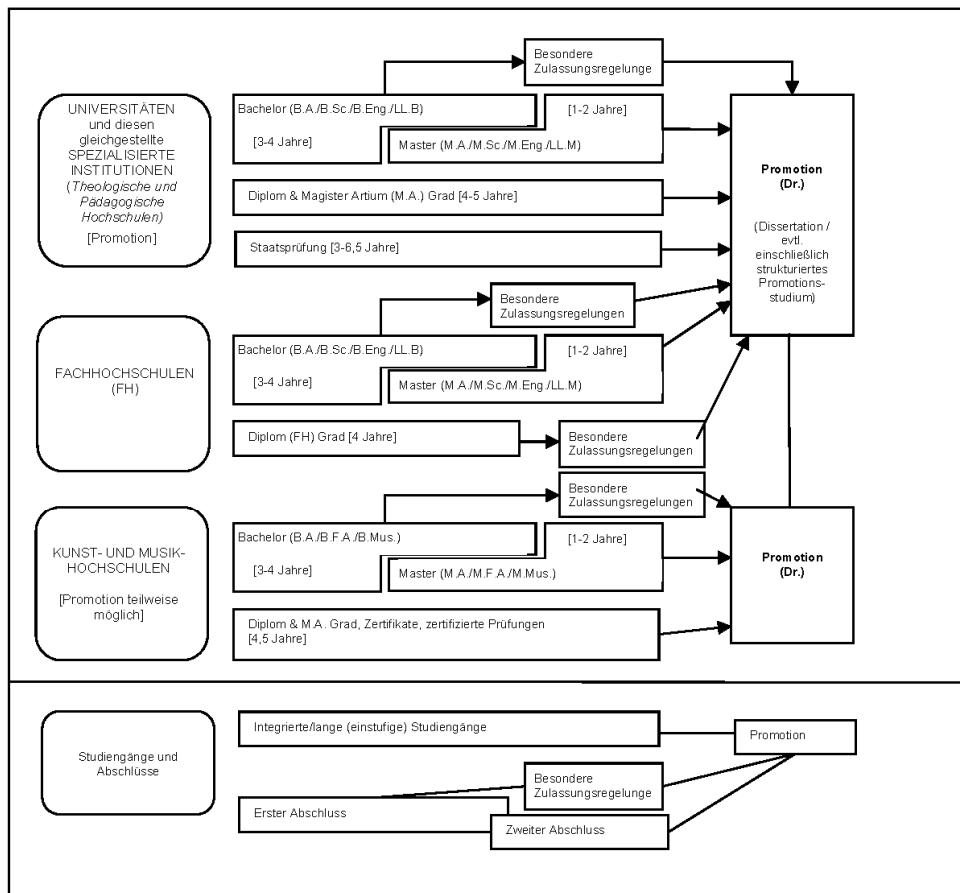 Besondere
Zulassungsregelunge
UNIVERSITÄTEN
und diesen
gleichgestellte
SPEZIALISIERTE
INSTITUTIONEN
(Theologische und
Pädagogische
Hochschulen)
[Promotion]
Bachelor (B.A./B.Sc./B.Eng./LL.B)
[3-4 Jahre]
[1-2 Jahre]
Master (M.A./M.Sc./M.Eng./LL.M)
Diplom & Magister Artium (M.A.) Grad [4-5 Jahre]
Staatsprüfung [3-6,5 Jahre]
Promotion
(Dr.)
(Dissertation /
evtl.
einschließlich
strukturiertes
Promotions-
studium)
FACHHOCHSCHULEN
(FH)
Besondere
Zulassungsregelungen
Bachelor (B.A./B.Sc./B.Eng./LL.B)
[3-4 Jahre]
[1-2 Jahre]
Master (M.A./M.Sc./M.Eng./LL.M)
Diplom (FH) Grad [4 Jahre]
Besondere
Zulassungsregelungen
KUNST- UND MUSIK-
HOCHSCHULEN
[Promotion teilweise
möglich]
Besondere
Zulassungsregelungen
Bachelor (B.A./B.F.A./B.Mus.)
[3-4 Jahre]
[1-2 Jahre]
Master (M.A./M.F.A./M.Mus.)
Diplom & M.A. Grad, Zertifikate, zertifizierte Prüfungen
[4,5 Jahre]
Promotion
(Dr.)
Studiengänge und
Abschlüsse
Integrierte/lange (einstufige) Studiengänge
Promotion
Besondere
Zulassungsregelunge
Erster Abschluss
Zweiter Abschluss